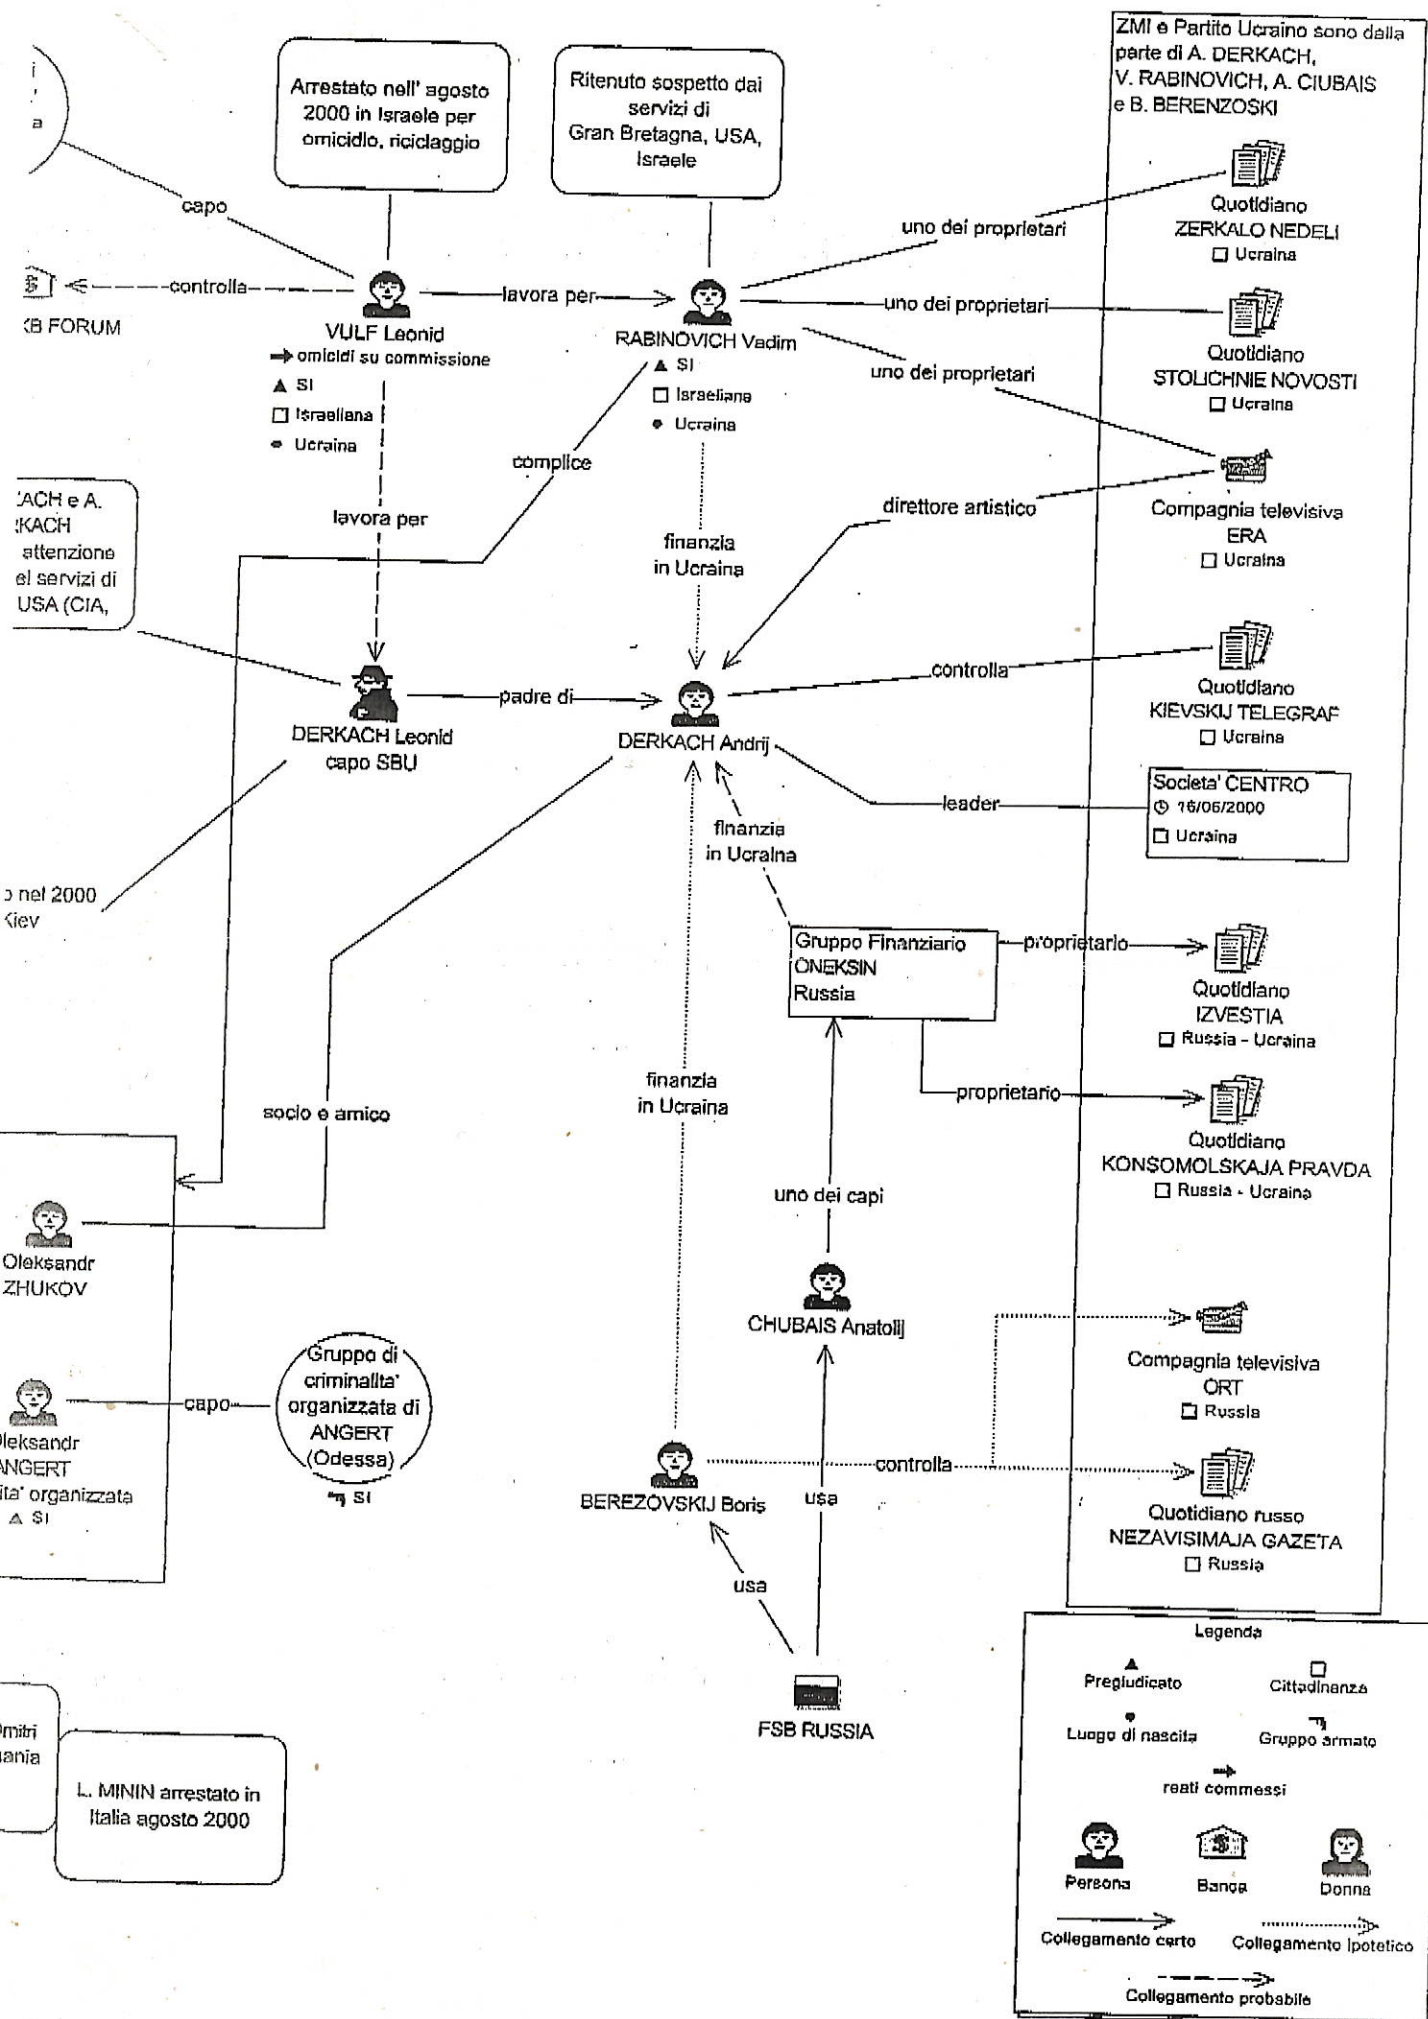 ZMI e Partito Ucraino sono dalla
parte di A. DERKACH,
V. RABINOVICH, A. CIUBAIS
e B. BERENZOSKI
i
'
a
Arrestato nell' agosto
2000 in Israele per
omicidio, riciclaggio
Ritenuto sospetto dai
servizi di
Gran Bretagna, USA,
Israele
capo
uno dei proprietari
Quotidiano
ZERKALO NEDELI
Ucraina
$
B FORUM
controlla
VULF Leonid
omicidi su commissione
SI
Israeliana
Ucraina
lavora per
RABINOVICH Vadim
SI
Israeliana
Ucraina
uno dei proprietari
Quotidiano
STOLICHNIE NOVOSTI
Ucraina
uno dei proprietari
complice
direttore artistico
Compagnia televisiva
ERA
Ucraina
ACH e A.
KACH
attenzione
el servizi di
USA (CIA,
lavora per
finanzia
in Ucraina
DERKACH Leonid
capo SBU
padre di
DERKACH Andrij
controlla
Quotidiano
KIEVSKIJ TELEGRAF
Ucraina
leader
Societa' CENTRO
16/06/2000
Ucraina
finanzia
in Ucraina
o nel 2000
Kiev
Gruppo Finanziario
ONEKSIN
Russia
proprietario
Quotidiano
IZVESTIA
Russia - Ucraina
finanzia
in Ucraina
proprietario
Quotidiano
KONSOMOLSKAJA PRAVDA
Russia - Ucraina
socio e amico
uno dei capi
Oleksandr
ZHUKOV
CHUBAIS Anatolij
Compagnia televisiva
ORT
Russia
Oleksandr
ANGERT
ita' organizzata
SI
capo
Gruppo di
criminalita'
organizzata di
ANGERT
(Odessa)
SI
BEREZOVSKIJ Boris
controlla
usa
Quotidiano russo
NEZAVISIMAJA GAZETA
Russia
usa
FSB RUSSIA
mitri
ania
L. MININ arrestato in
Italia agosto 2000
Legenda
Pregiudicato
Cittadinanza
Luogo di nascita
Gruppo armato
reati commessi
Persona
$
Banca
Donna
Collegamento certo
Collegamento ipotetico
Collegamento probabile